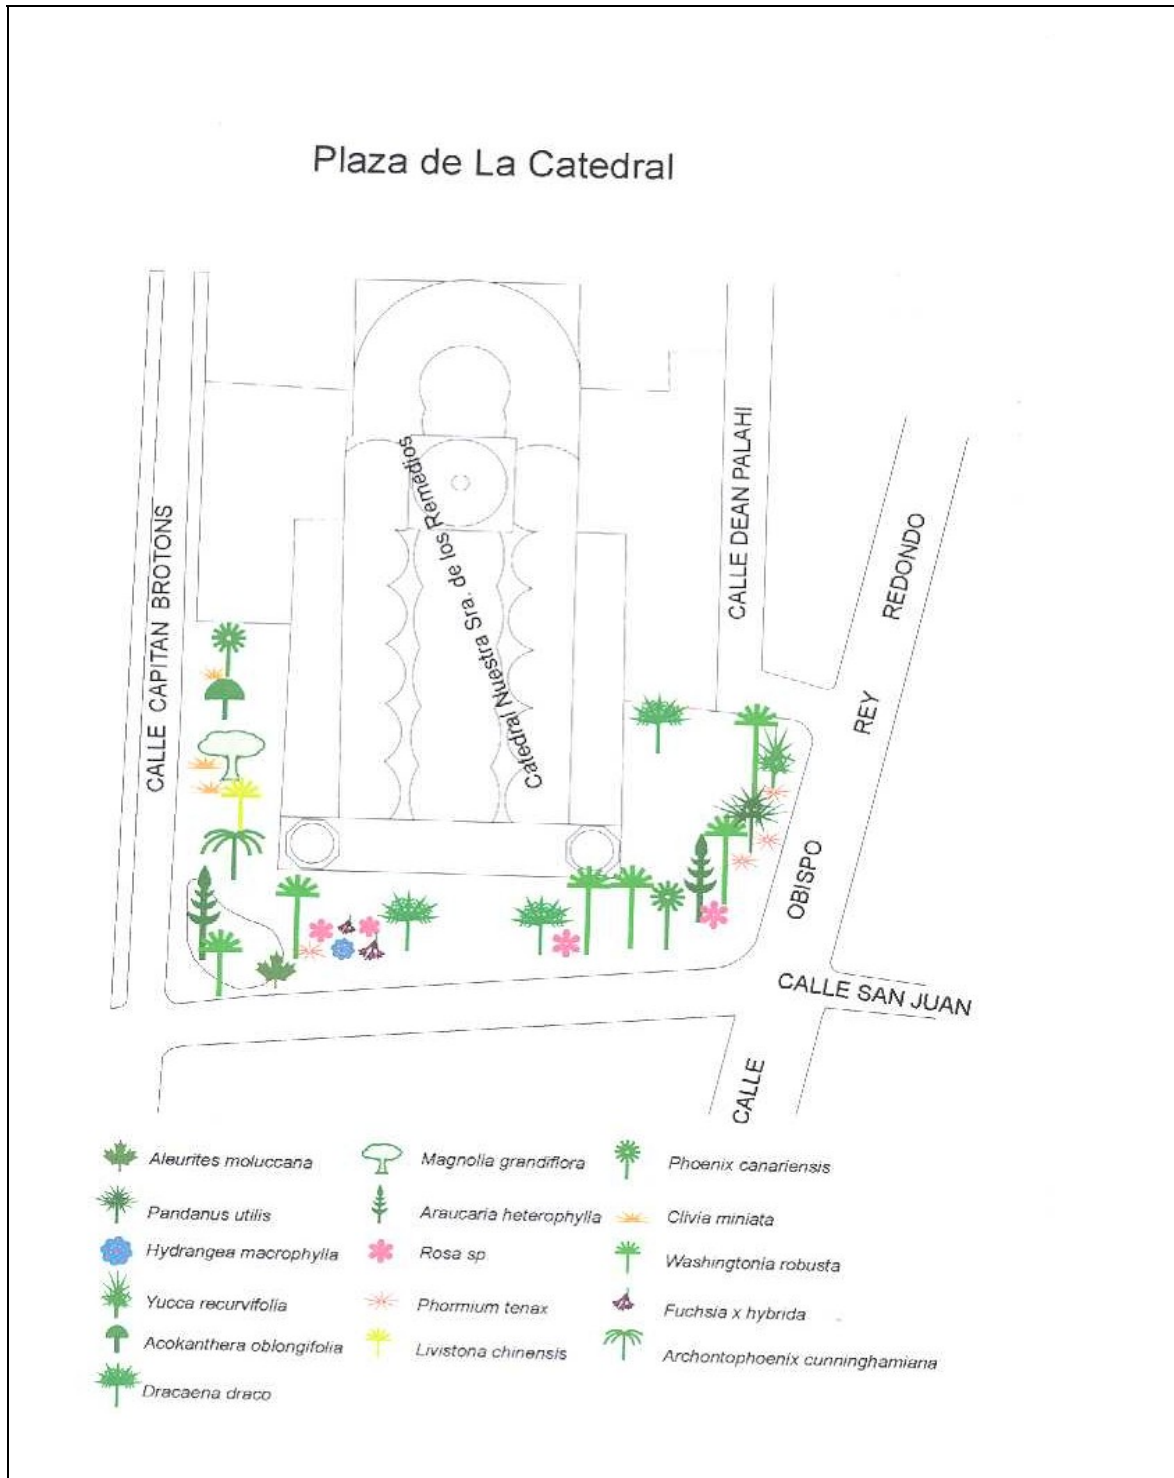 Plaza de La Catedral
CALLE CAPITAN BROTONS
Catedral Nuestra Sra. de los Remedios
CALLE DEAN PALAHI
CALLE OBISPO REY REDONDO
CALLE SAN JUAN
Aleurites moluccana
Magnolia grandiflora
Phoenix canariensis
Pandanus utilis
Araucaria heterophylla
Clivia miniata
Hydrangea macrophylla
Rosa sp
Washingtonia robusta
Yucca recurvifolia
Phormium tenax
Fuchsia x hybrida
Acokanthera oblongifolia
Livistona chinensis
Archontophoenix cunninghamiana
Dracaena draco